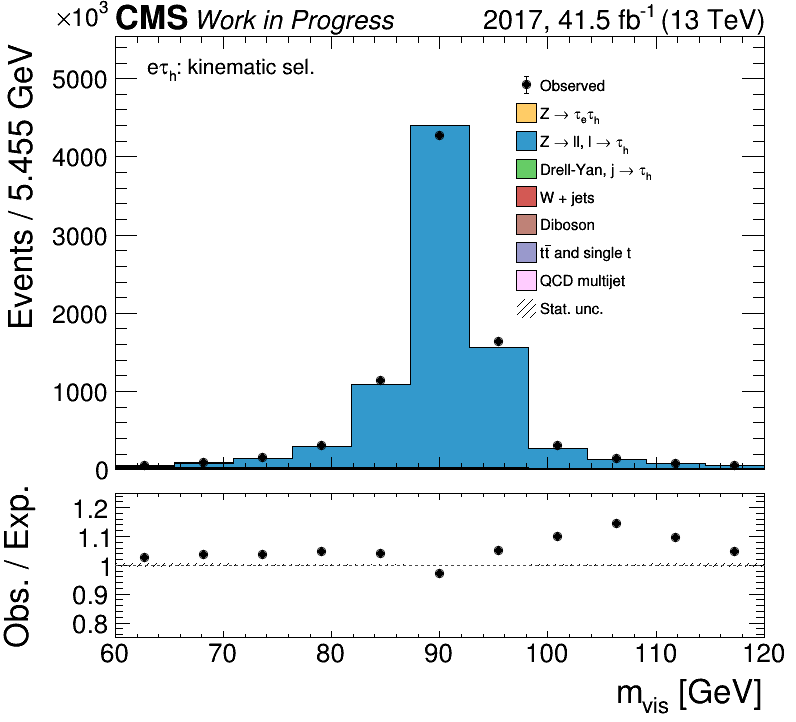 ×10³ CMS Work in Progress 2017, 41.5 fb⁻¹ (13 TeV)
eτₕ: kinematic sel.
Events / 5.455 GeV
5000
4000
3000
2000
1000
0
Observed
Z → τₑτₕ
Z → ll, l → τₕ
Drell-Yan, j → τₕ
W + jets
Diboson
tt̄ and single t
QCD multijet
Stat. unc.
Obs. / Exp.
1.2
1.1
1
0.9
0.8
60 70 80 90 100 110 120
m_vis [GeV]